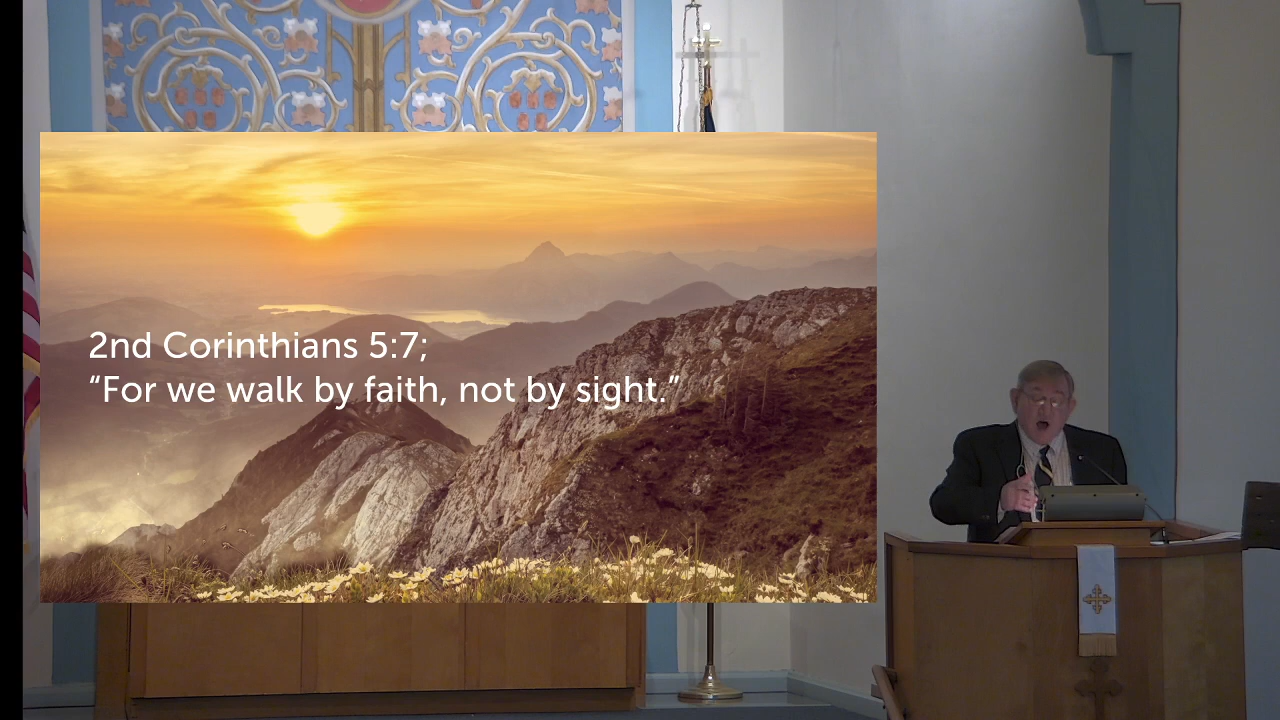 2nd Corinthians 5:7;
“For we walk by faith, not by sight.”